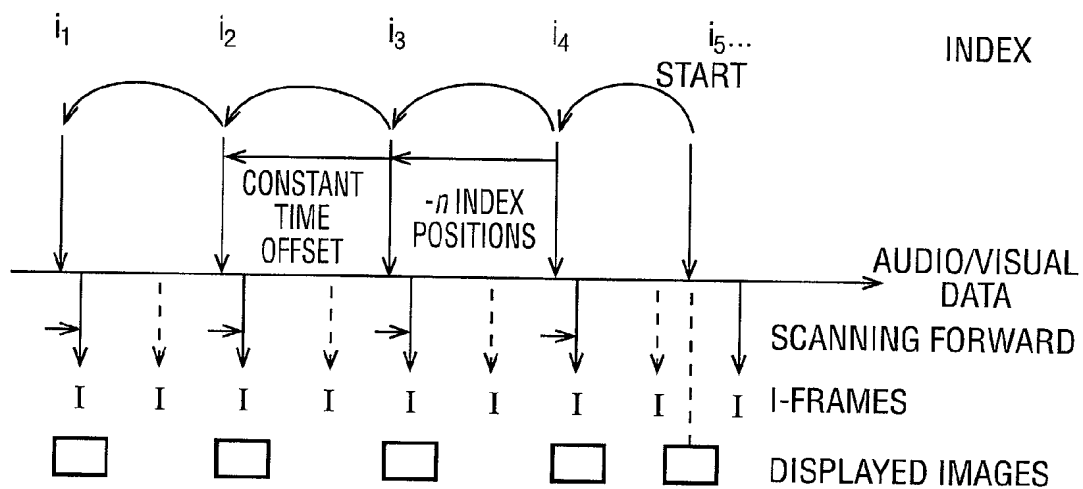 i1 i2 i3 i4 i5...
START
INDEX
CONSTANT
TIME
OFFSET
-n INDEX
POSITIONS
AUDIO/VISUAL
DATA
SCANNING FORWARD
I I I I I I I I I
I-FRAMES
DISPLAYED IMAGES